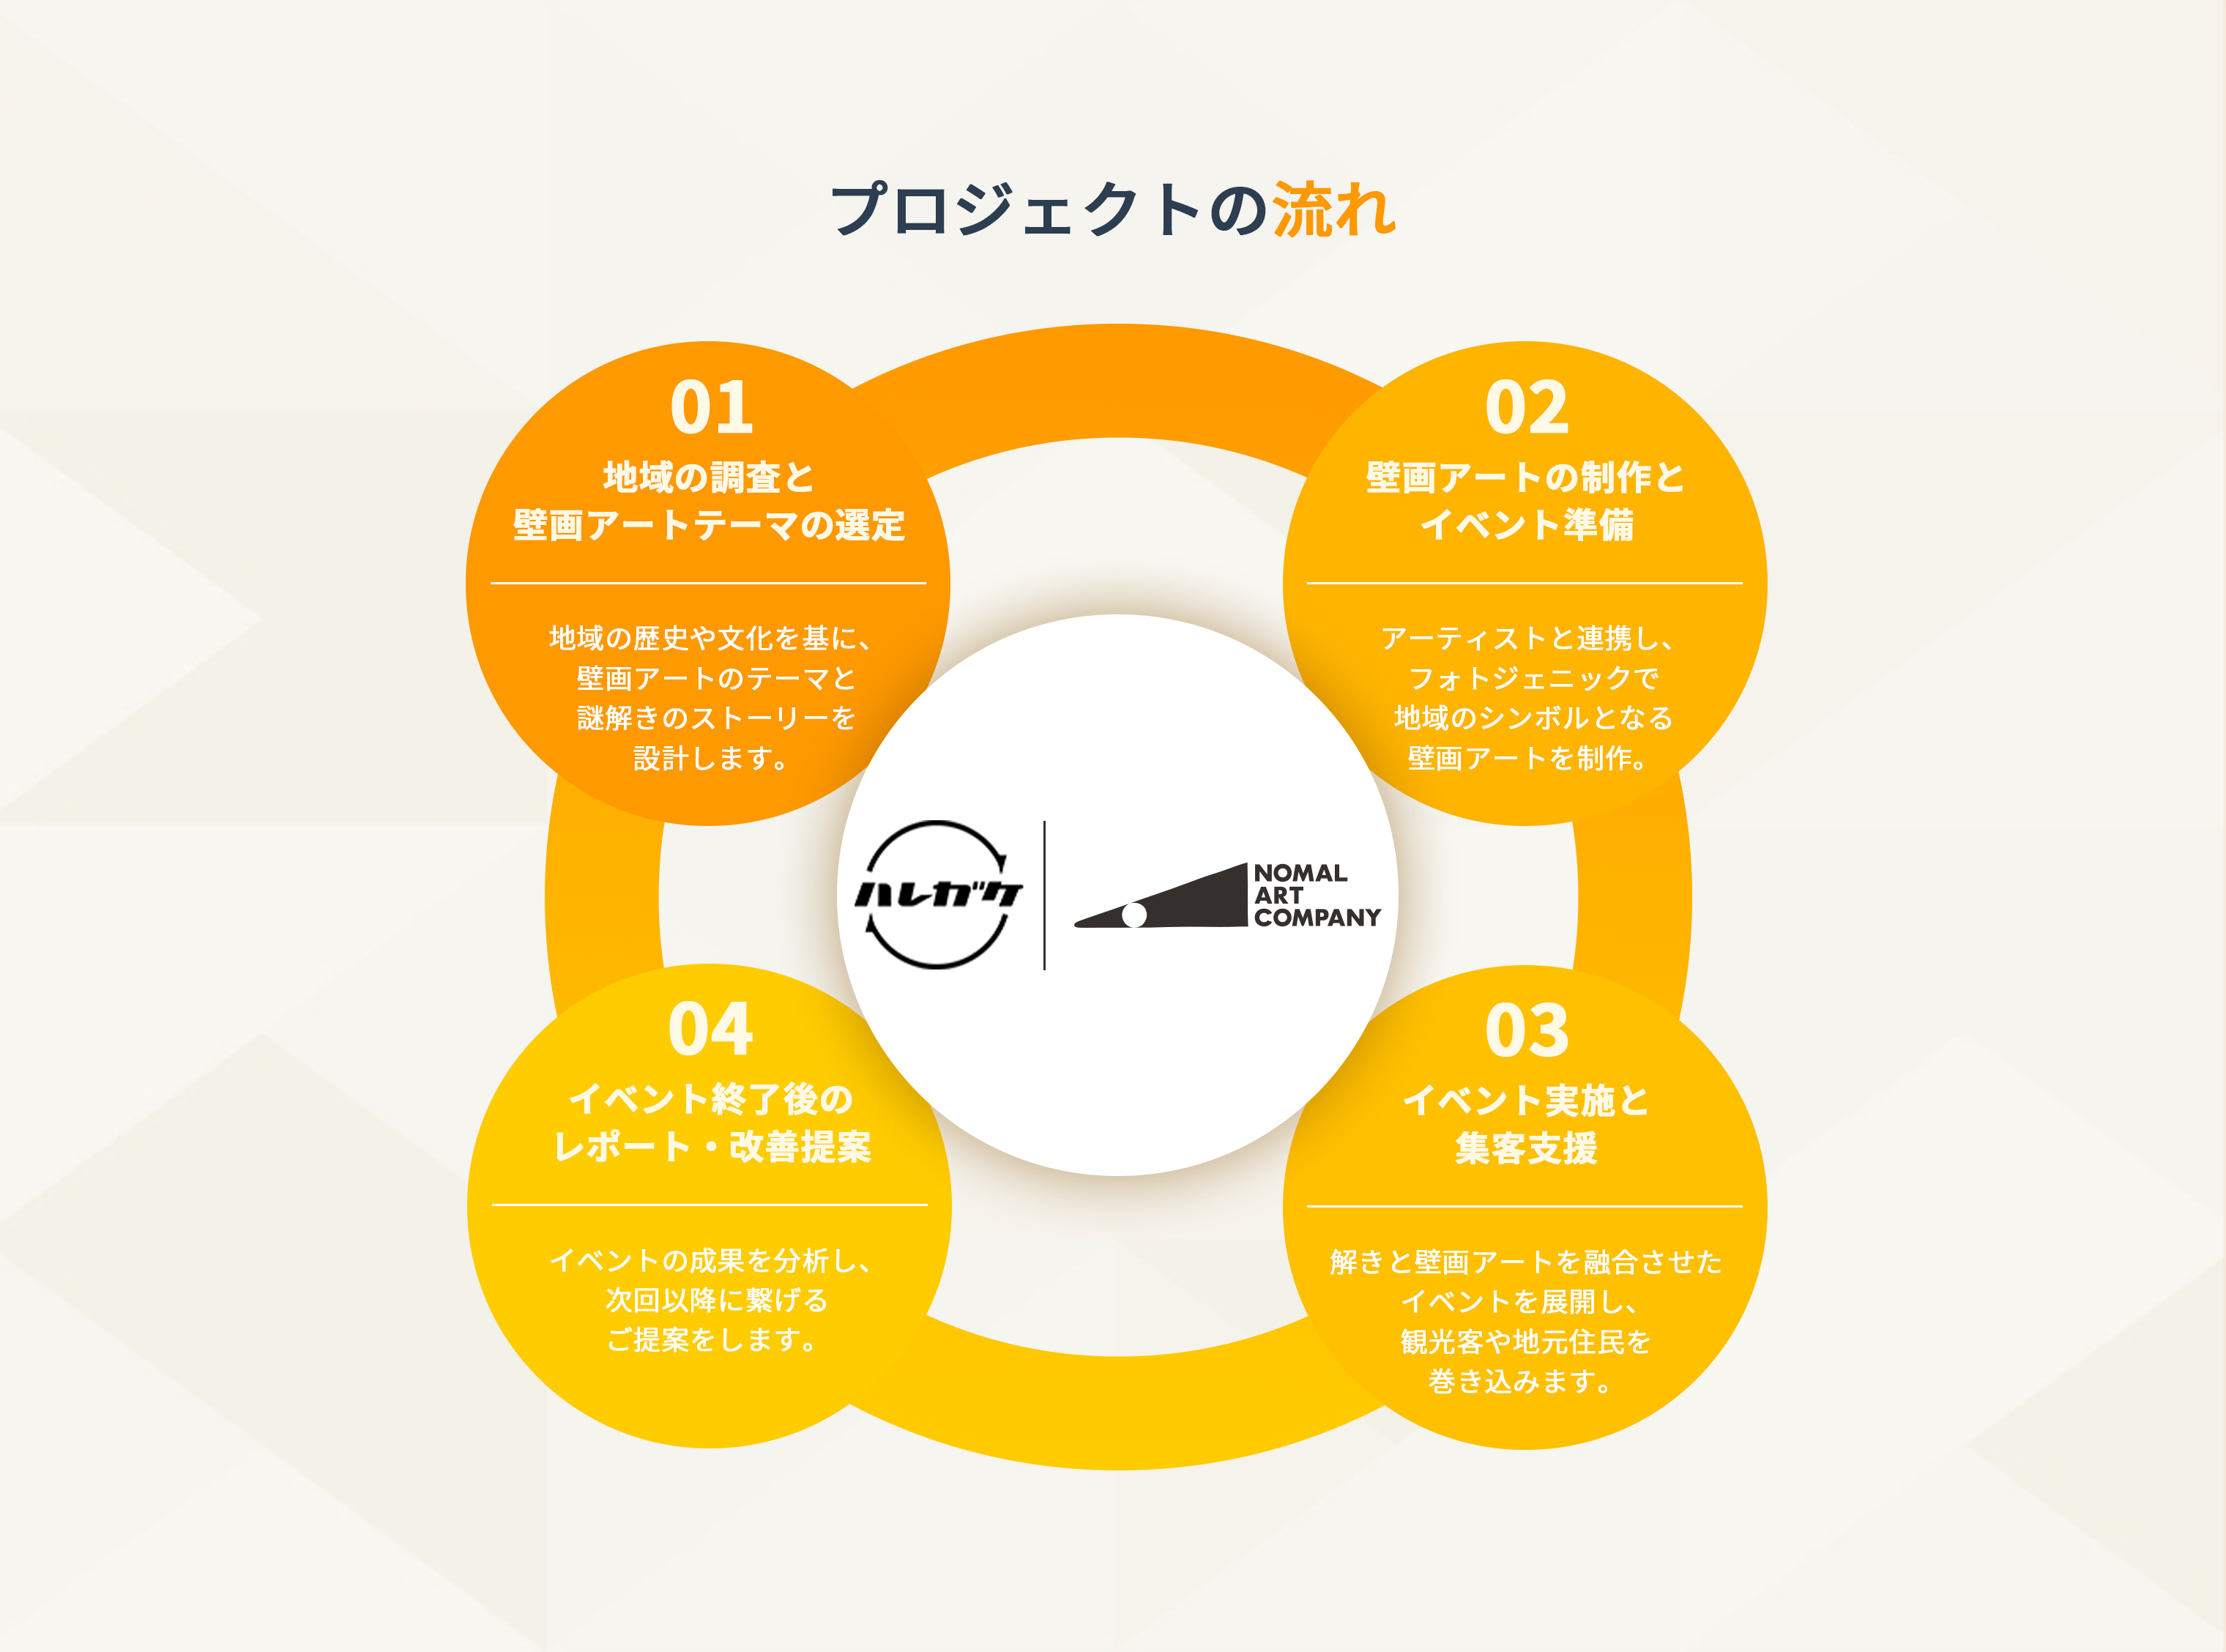 プロジェクトの流れ
01
地域の調査と
壁画アートテーマの選定
地域の歴史や文化を基に、
壁画アートのテーマと
謎解きのストーリーを
設計します。
02
壁画アートの制作と
イベント準備
アーティストと連携し、
フォトジェニックで
地域のシンボルとなる
壁画アートを制作。
ハレガケ
NOMAL
ART
COMPANY
03
イベント実施と
集客支援
解きと壁画アートを融合させた
イベントを展開し、
観光客や地元住民を
巻き込みます。
04
イベント終了後の
レポート・改善提案
イベントの成果を分析し、
次回以降に繋げる
ご提案をします。